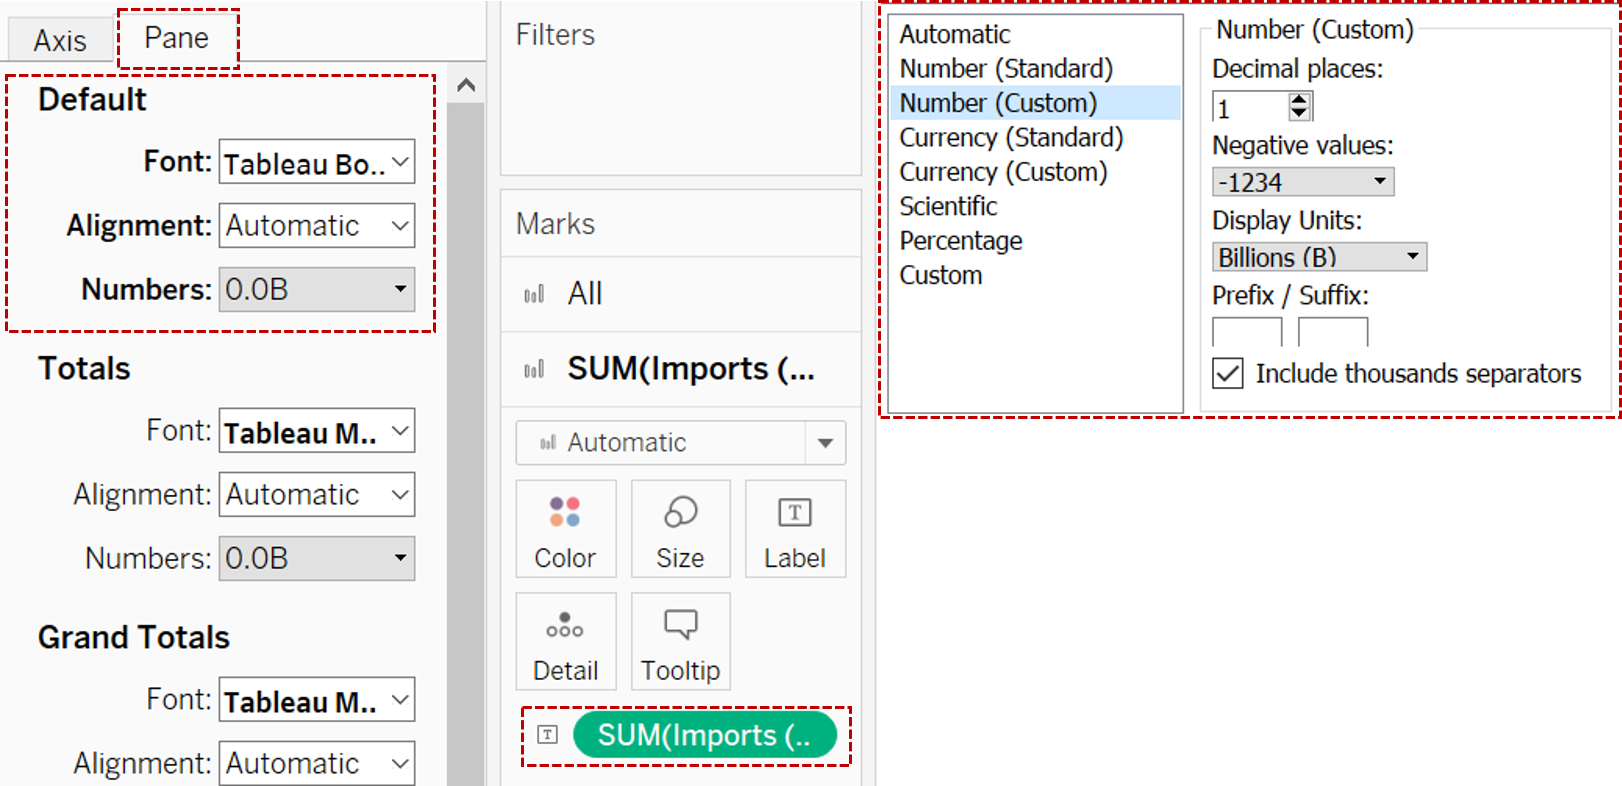 Axis
Pane
Default
Font: Tableau Bo..
Alignment: Automatic
Numbers: 0.0B
Totals
Font: Tableau M..
Alignment: Automatic
Numbers: 0.0B
Grand Totals
Font: Tableau M..
Alignment: Automatic
Filters
Marks
All
SUM(Imports (...
Automatic
Color
Size
T
Label
Detail
Tooltip
T SUM(Imports (..
Automatic
Number (Standard)
Number (Custom)
Currency (Standard)
Currency (Custom)
Scientific
Percentage
Custom
Number (Custom)
Decimal places:
1
Negative values:
-1234
Display Units:
Billions (B)
Prefix / Suffix:
Include thousands separators